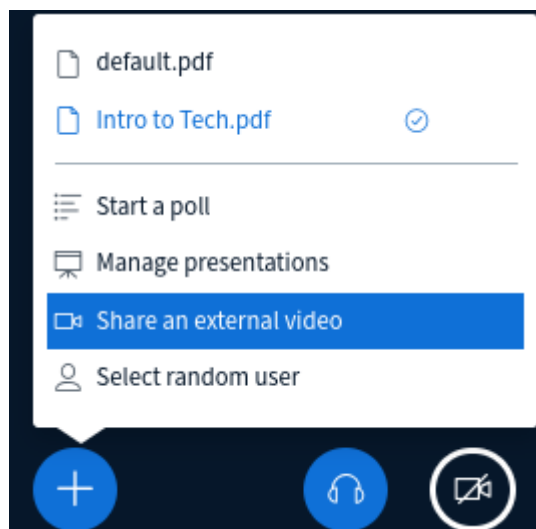 default.pdf
Intro to Tech.pdf
Start a poll
Manage presentations
Share an external video
Select random user